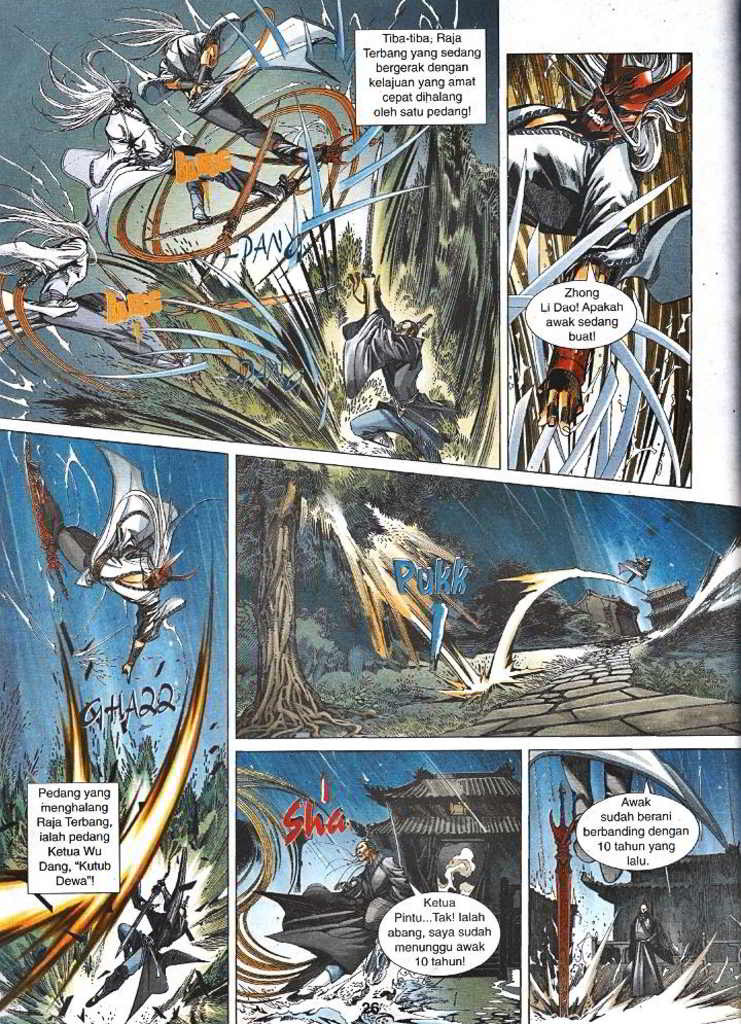 Tiba-tiba, Raja
Terbang yang sedang
bergerak dengan
kelajuan yang amat
cepat dihalang
oleh satu pedang!
PANG
Zhong
Li Dao! Apakah
awak sedang
buat!
GHAZZ
Pedang yang
menghalang
Raja Terbang,
ialah pedang
Ketua Wu
Dang, "Kutub
Dewa"!
PUKK
!
Sha!
Ketua
Pintu...Tak! Ialah
abang, saya sudah
menunggu awak
10 tahun!
Awak
sudah berani
berbanding dengan
10 tahun yang
lalu.
26